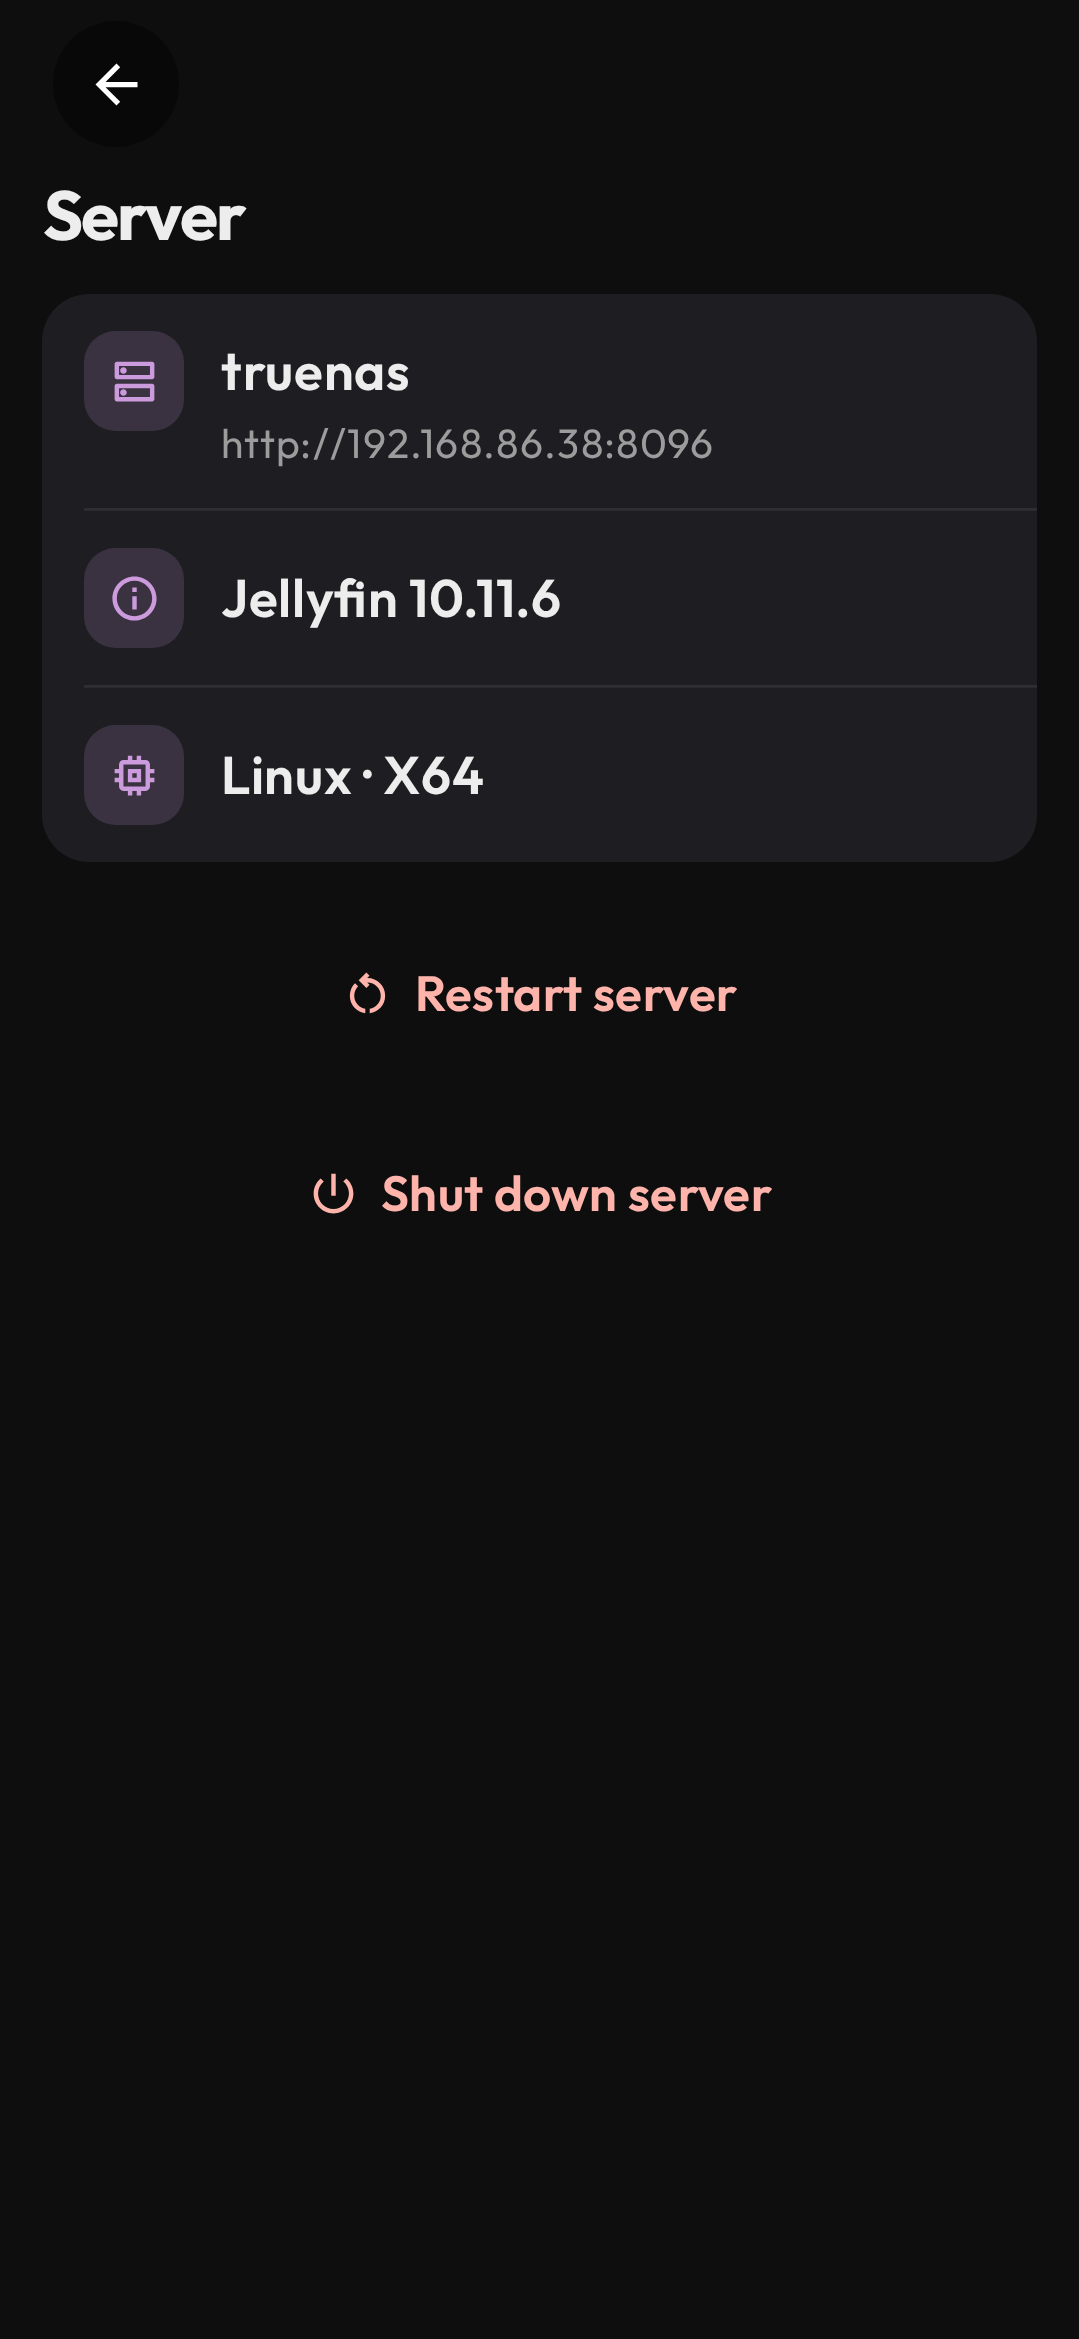 Server
truenas
http://192.168.86.38:8096
Jellyfin 10.11.6
Linux · X64
Restart server
Shut down server